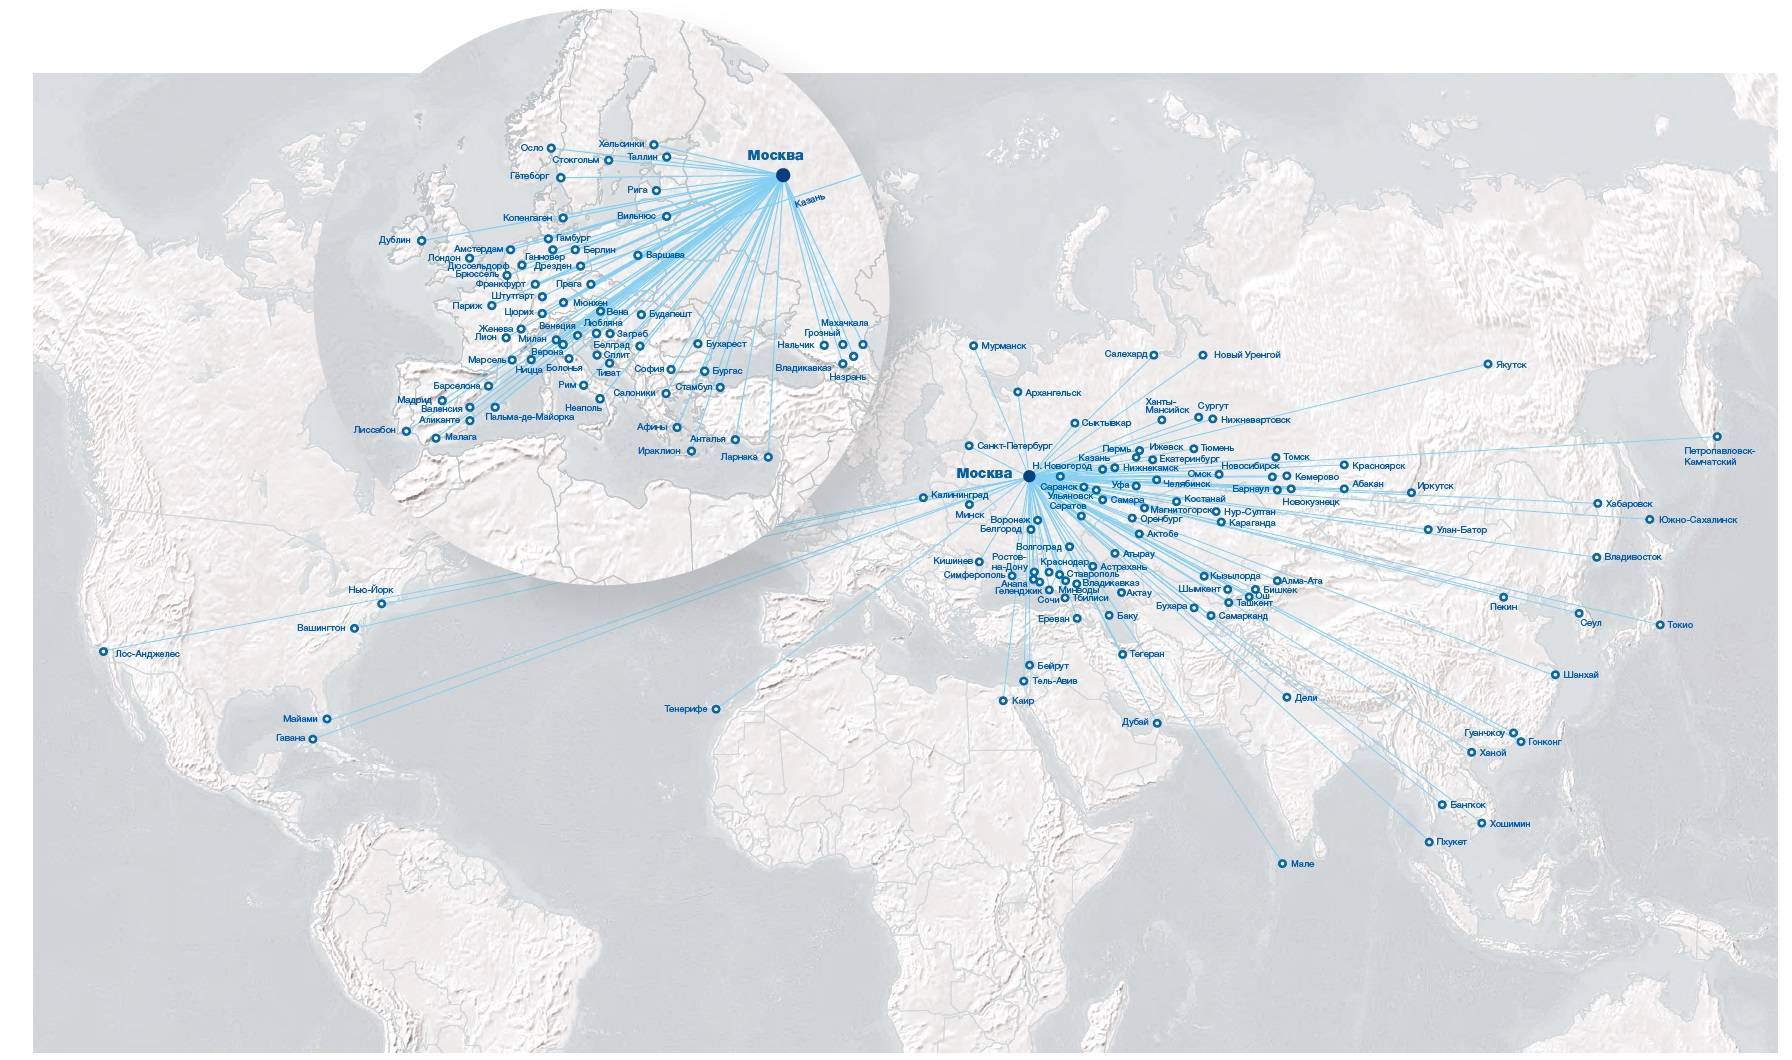 Осло
Хельсинки
Стокгольм
Таллин
Москва
Гётеборг
Рига
Казань
Копенгаген
Вильнюс
Дублин
Гамбург
Амстердам
Берлин
Лондон
Ганновер
Варшава
Дюссельдорф
Дрезден
Брюссель
Франкфурт
Прага
Штутгарт
Париж
Мюнхен
Цюрих
Вена
Будапешт
Женева
Венеция
Любляна
Махачкала
Лион
Милан
Загреб
Грозный
Белград
Бухарест
Нальчик
Верона
Сплит
Марсель
Ницца
Болонья
Тиват
София
Бургас
Владикавказ
Назрань
Барселона
Рим
Стамбул
Мадрид
Салоники
Валенсия
Неаполь
Аликанте
Пальма-де-Майорка
Лиссабон
Малага
Афины
Анталья
Ираклион
Ларнака
Мурманск
Салехард
Новый Уренгой
Якутск
Архангельск
Ханты-
Мансийск
Сургут
Сыктывкар
Нижневартовск
Санкт-Петербург
Пермь
Ижевск
Тюмень
Петропавловск-
Камчатский
Казань
Екатеринбург
Томск
Москва
Н. Новогород
Нижнекамск
Новосибирск
Красноярск
Омск
Кемерово
Саранск
Уфа
Челябинск
Барнаул
Абакан
Иркутск
Калининград
Ульяновск
Самара
Костанай
Новокузнецк
Хабаровск
Минск
Саратов
Магнитогорск
Нур-Султан
Воронеж
Оренбург
Караганда
Южно-Сахалинск
Белгород
Актобе
Улан-Батор
Волгоград
Атырау
Владивосток
Кишинев
Ростов-
на-Дону
Краснодар
Астрахань
Симферополь
Ставрополь
Кызылорда
Алма-Ата
Анапа
Владикавказ
Геленджик
Минводы
Актау
Шымкент
Бишкек
Нью-Йорк
Сочи
Тбилиси
Ош
Бухара
Ташкент
Пекин
Ереван
Баку
Самарканд
Сеул
Токио
Вашингтон
Лос-Анджелес
Тегеран
Бейрут
Тель-Авив
Шанхай
Каир
Дели
Тенерифе
Майами
Дубай
Гавана
Гуанчжоу
Гонконг
Ханой
Бангкок
Хошимин
Пхукет
Мале